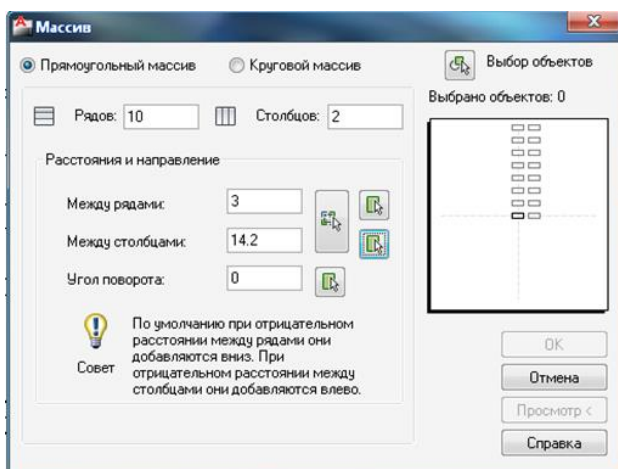 Массив
Прямоугольный массив
Круговой массив
Выбор объектов
Выбрано объектов: 0
Рядов: 10
Столбцов: 2
Расстояния и направление
Между рядами: 3
Между столбцами: 14.2
Угол поворота: 0
По умолчанию при отрицательном
расстоянии между рядами они
добавляются вниз. При
отрицательном расстоянии между
столбцами они добавляются влево.
Совет
OK
Отмена
Просмотр <
Справка